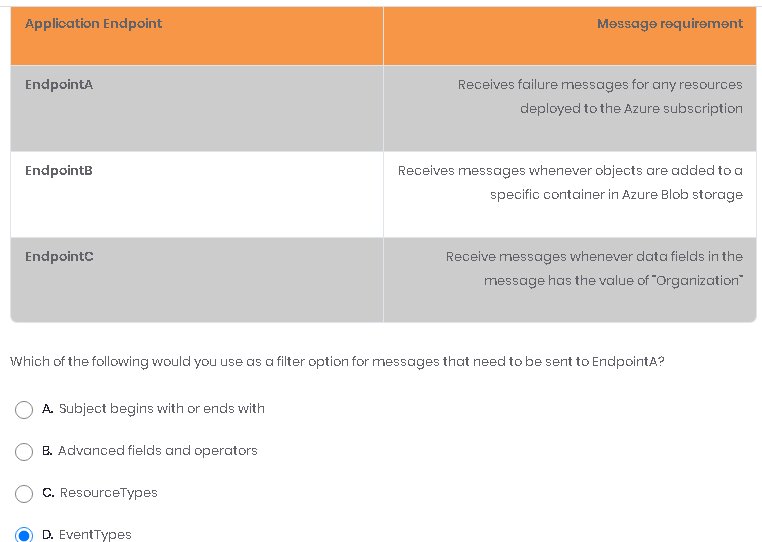 Application Endpoint
Message requirement
EndpointA
Receives failure messages for any resources
deployed to the Azure subscription
EndpointB
Receives messages whenever objects are added to a
specific container in Azure Blob storage
EndpointC
Receive messages whenever data fields in the
message has the value of "Organization"
Which of the following would you use as a filter option for messages that need to be sent to EndpointA?
A. Subject begins with or ends with
B. Advanced fields and operators
C. ResourceTypes
D. EventTypes